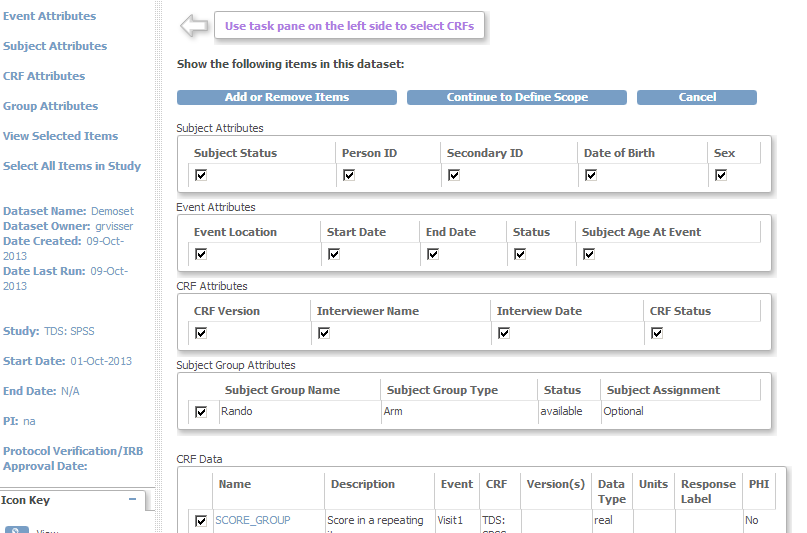 Event Attributes
Subject Attributes
CRF Attributes
Group Attributes
View Selected Items
Select All Items in Study
Dataset Name: Demoset
Dataset Owner: grvisser
Date Created: 09-Oct-
2013
Date Last Run: 09-Oct-
2013
Study: TDS: SPSS
Start Date: 01-Oct-2013
End Date: N/A
PI: na
Protocol Verification/IRB
Approval Date:
Icon Key
View
Use task pane on the left side to select CRFs
Show the following items in this dataset:
Add or Remove Items Continue to Define Scope Cancel
Subject Attributes
Subject Status Person ID Secondary ID Date of Birth Sex
Event Attributes
Event Location Start Date End Date Status Subject Age At Event
CRF Attributes
CRF Version Interviewer Name Interview Date CRF Status
Subject Group Attributes
Subject Group Name Subject Group Type Status Subject Assignment
Rando Arm available Optional
CRF Data
Name Description Event CRF Version(s) Data Units Response PHI
Type Label
SCORE_GROUP Score in a repeating Visit1 TDS: real No